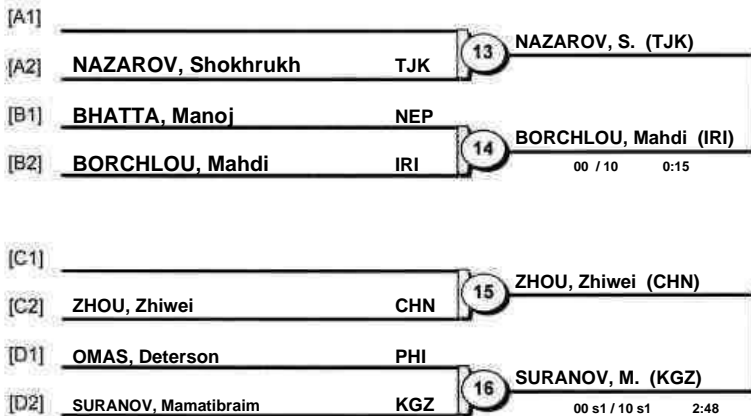 [A1]
[A2] NAZAROV, Shokhrukh TJK
13 NAZAROV, S. (TJK)
[B1] BHATTA, Manoj NEP
[B2] BORCHLOU, Mahdi IRI
14 BORCHLOU, Mahdi (IRI)
00 / 10 0:15
[C1]
[C2] ZHOU, Zhiwei CHN
15 ZHOU, Zhiwei (CHN)
[D1] OMAS, Deterson PHI
[D2] SURANOV, Mamatibraim KGZ
16 SURANOV, M. (KGZ)
00 s1 / 10 s1 2:48